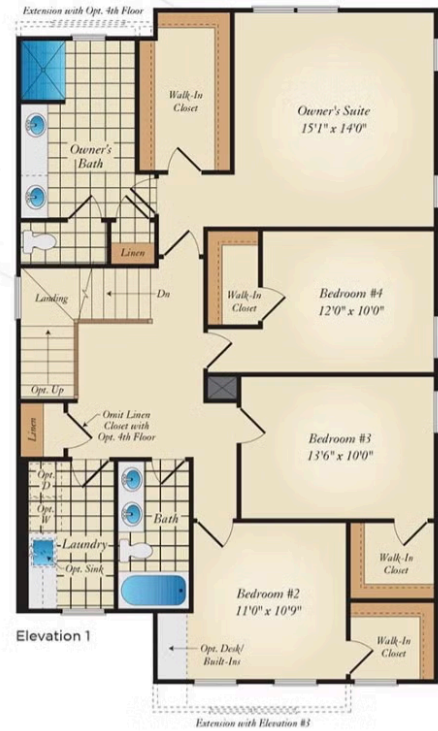 Extension with Opt. 4th Floor
Walk-In
Closet
Owner's Suite
15'1" x 14'0"
Owner's
Bath
Linen
Landing
Dn
Opt. Up
Walk-In
Closet
Bedroom #4
12'0" x 10'0"
Linen
Omit Linen
Closet with
Opt. 4th Floor
Bedroom #3
13'6" x 10'0"
Opt.
D
Opt.
W
Laundry
Opt. Sink
Bath
Walk-In
Closet
Bedroom #2
11'0" x 10'9"
Elevation 1
Opt. Desk/
Built-Ins
Walk-In
Closet
Extension with Elevation #3